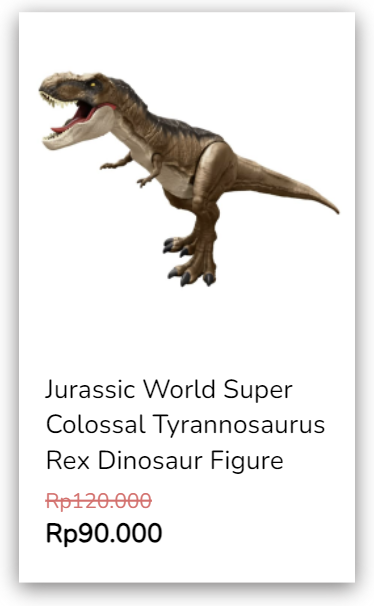 Jurassic World Super
Colossal Tyrannosaurus
Rex Dinosaur Figure
Rp120.000
Rp90.000